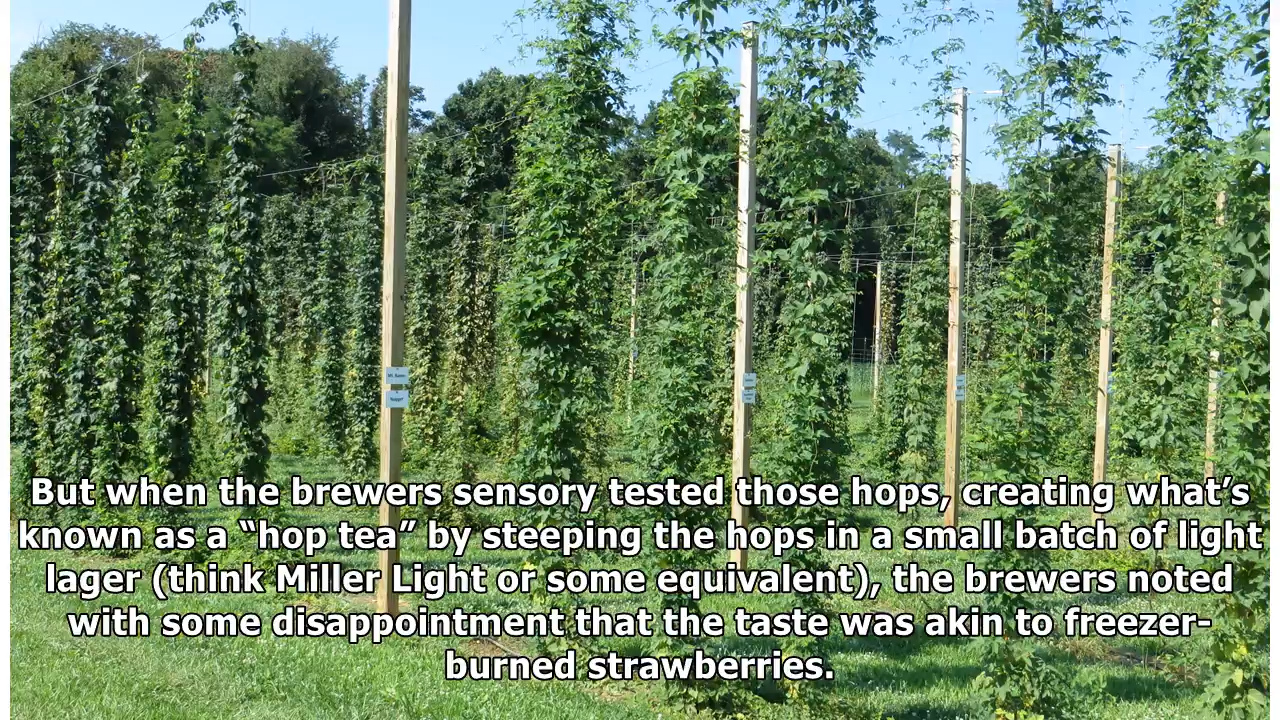 Nugget
But when the brewers sensory tested those hops, creating what’s
known as a “hop tea” by steeping the hops in a small batch of light
lager (think Miller Light or some equivalent), the brewers noted
with some disappointment that the taste was akin to freezer-
burned strawberries.